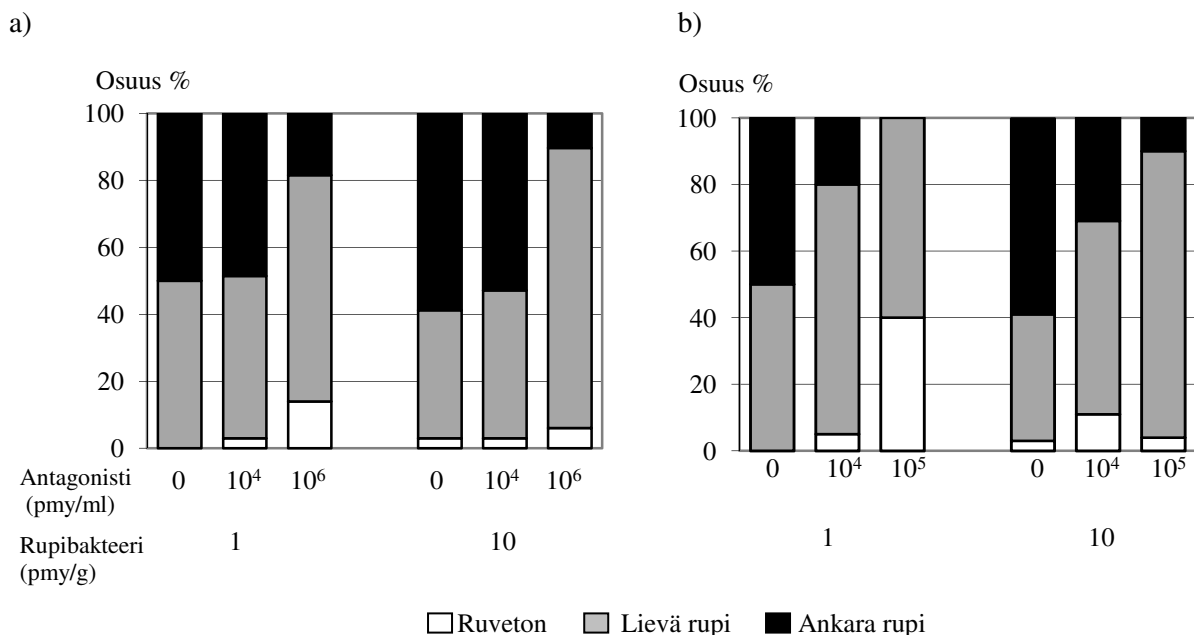 a)
b)
Osuus %
Osuus %
100
80
60
40
20
0
100
80
60
40
20
0
Antagonisti
(pmy/ml)
0 10⁴ 10⁶ 0 10⁴ 10⁶
0 10⁴ 10⁵ 0 10⁴ 10⁵
Rupibakteeri
(pmy/g)
1 10
1 10
Ruveton Lievä rupi Ankara rupi